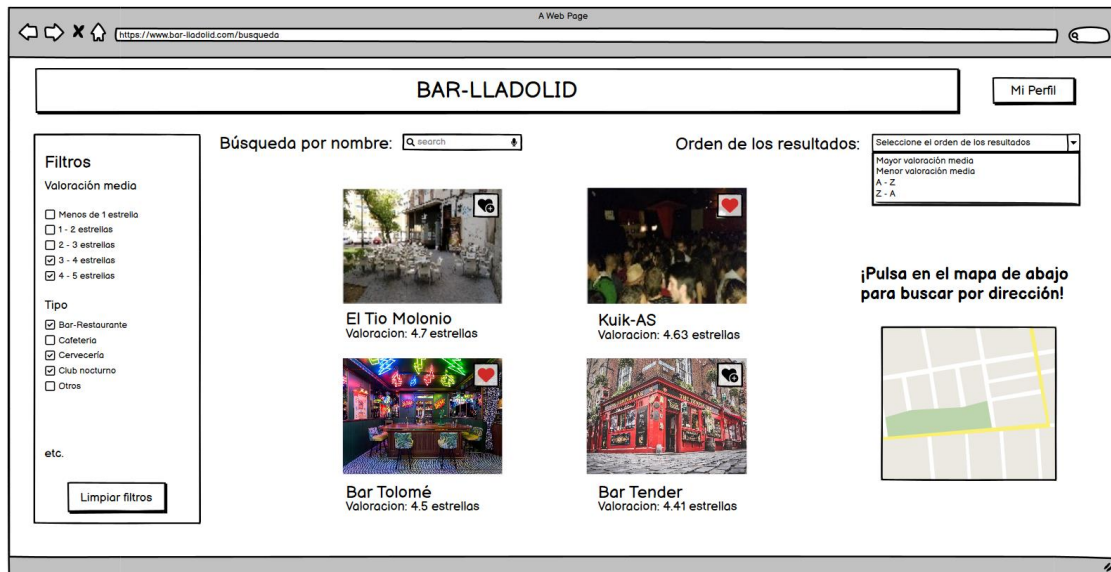 A Web Page
https://www.bar-lladolid.com/busqueda
BAR-LLADOLID
Mi Perfil
Filtros
Valoración media
Menos de 1 estrella
1 - 2 estrellas
2 - 3 estrellas
3 - 4 estrellas
4 - 5 estrellas
Tipo
Bar-Restaurante
Cafeteria
Cervecería
Club nocturno
Otros
etc.
Limpiar filtros
Búsqueda por nombre:
search
Orden de los resultados:
Seleccione el orden de los resultados
Mayor valoración media
Menor valoración media
A - Z
Z - A
El Tio Molonio
Valoracion: 4.7 estrellas
Kuik-AS
Valoracion: 4.63 estrellas
Bar Tolomé
Valoracion: 4.5 estrellas
Bar Tender
Valoracion: 4.41 estrellas
¡Pulsa en el mapa de abajo
para buscar por dirección!